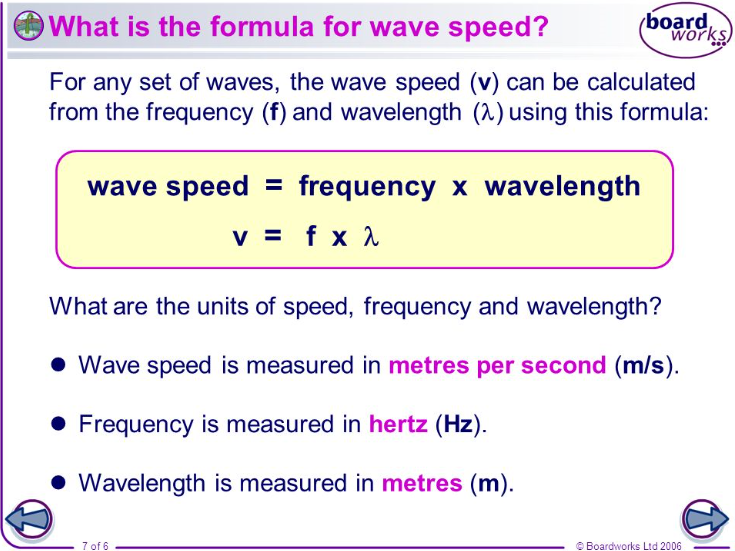 What is the formula for wave speed?
board
works
For any set of waves, the wave speed (v) can be calculated
from the frequency (f) and wavelength (λ) using this formula:
wave speed = frequency x wavelength
v = f x λ
What are the units of speed, frequency and wavelength?
● Wave speed is measured in metres per second (m/s).
● Frequency is measured in hertz (Hz).
● Wavelength is measured in metres (m).
7 of 6
© Boardworks Ltd 2006